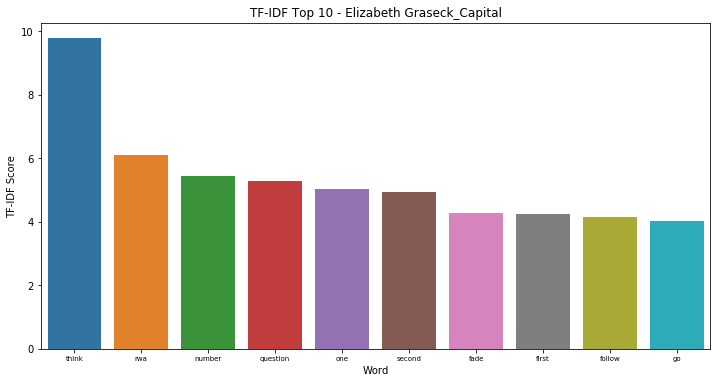 TF-IDF Top 10 - Elizabeth Graseck_Capital
10
8
6
4
2
0
TF-IDF Score
think rwa number question one second fade first follow go
Word